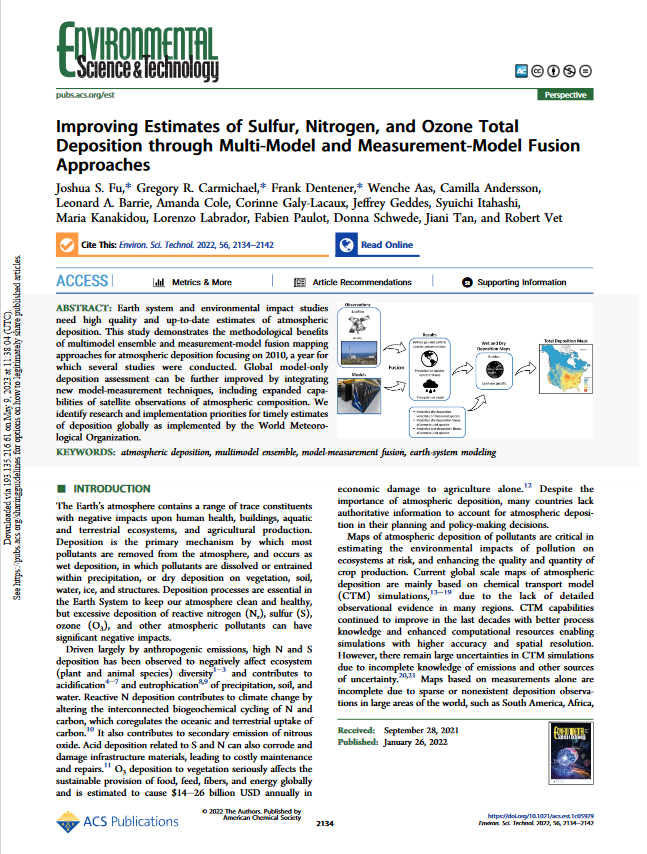 ENVIRONMENTAL
Science & Technology
pubs.acs.org/est
Perspective
Improving Estimates of Sulfur, Nitrogen, and Ozone Total
Deposition through Multi-Model and Measurement-Model Fusion
Approaches
Joshua S. Fu,* Gregory R. Carmichael,* Frank Dentener,* Wenche Aas, Camilla Andersson,
Leonard A. Barrie, Amanda Cole, Corinne Galy-Lacaux, Jeffrey Geddes, Syuichi Itahashi,
Maria Kanakidou, Lorenzo Labrador, Fabien Paulot, Donna Schwede, Jiani Tan, and Robert Vet
Cite This: Environ. Sci. Technol. 2022, 56, 2134−2142
Read Online
ACCESS
Metrics & More
Article Recommendations
Supporting Information
ABSTRACT: Earth system and environmental impact studies
need high quality and up-to-date estimates of atmospheric
deposition. This study demonstrates the methodological benefits
of multimodel ensemble and measurement-model fusion mapping
approaches for atmospheric deposition focusing on 2010, a year for
which several studies were conducted. Global model-only
deposition assessment can be further improved by integrating
new model-measurement techniques, including expanded capa-
bilities of satellite observations of atmospheric composition. We
identify research and implementation priorities for timely estimates
of deposition globally as implemented by the World Meteoro-
logical Organization.
Observations
Models
Fusion
Results
Wet and Dry
Deposition Maps
Total Deposition Maps
KEYWORDS: atmospheric deposition, multimodel ensemble, model-measurement fusion, earth-system modeling
INTRODUCTION
The Earth's atmosphere contains a range of trace constituents
with negative impacts upon human health, buildings, aquatic
and terrestrial ecosystems, and agricultural production.
Deposition is the primary mechanism by which most
pollutants are removed from the atmosphere, and occurs as
wet deposition, in which pollutants are dissolved or entrained
within precipitation, or dry deposition on vegetation, soil,
water, ice, and structures. Deposition processes are essential in
the Earth System to keep our atmosphere clean and healthy,
but excessive deposition of reactive nitrogen (Nr), sulfur (S),
ozone (O3), and other atmospheric pollutants can have
significant negative impacts.
Driven largely by anthropogenic emissions, high N and S
deposition has been observed to negatively affect ecosystem
(plant and animal species) diversity1−3 and contributes to
acidification4−7 and eutrophication8,9 of precipitation, soil, and
water. Reactive N deposition contributes to climate change by
altering the interconnected biogeochemical cycling of N and
carbon, which coregulates the oceanic and terrestrial uptake of
carbon.10 It also contributes to secondary emission of nitrous
oxide. Acid deposition related to S and N can also corrode and
damage infrastructure materials, leading to costly maintenance
and repairs.11 O3 deposition to vegetation seriously affects the
sustainable provision of food, feed, fibers, and energy globally
and is estimated to cause $14−26 billion USD annually in
economic damage to agriculture alone.12 Despite the
importance of atmospheric deposition, many countries lack
authoritative information to account for atmospheric deposi-
tion in their planning and policy-making decisions.
Maps of atmospheric deposition of pollutants are critical in
estimating the environmental impacts of pollution on
ecosystems at risk, and enhancing the quality and quantity of
crop production. Current global scale maps of atmospheric
deposition are mainly based on chemical transport model
(CTM) simulations,13−19 due to the lack of detailed
observational evidence in many regions. CTM capabilities
continued to improve in the last decades with better process
knowledge and enhanced computational resources enabling
simulations with higher accuracy and spatial resolution.
However, there remain large uncertainties in CTM simulations
due to incomplete knowledge of emissions and other sources
of uncertainty.20,21 Maps based on measurements alone are
incomplete due to sparse or nonexistent deposition observa-
tions in large areas of the world, such as South America, Africa,
Received: September 28, 2021
Published: January 26, 2022
ACS Publications
© 2022 The Authors. Published by
American Chemical Society
2134
https://doi.org/10.1021/acs.est.1c05929
Environ. Sci. Technol. 2022, 56, 2134−2142
Downloaded via 193.135.216.61 on May 9, 2023 at 11:38:04 (UTC).
See https://pubs.acs.org/sharingguidelines for options on how to legitimately share published articles.